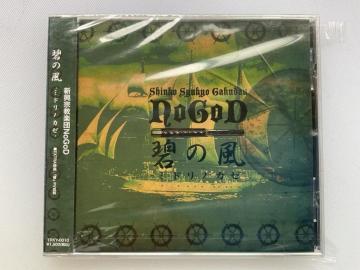 碧の風
-ミドリノカゼ-
新興宗教楽団NoGoD
Shinko Syukyo Gakudan
NoGoD
碧の風
ミドリノカゼ